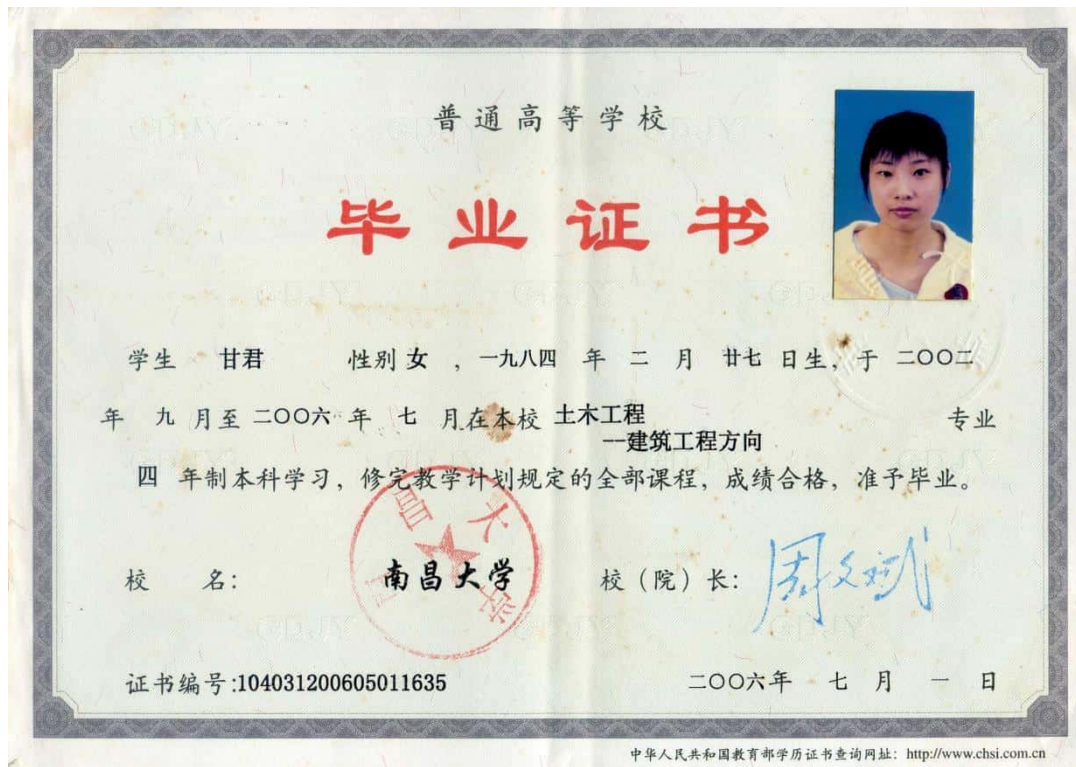 普通高等学校
毕业证书
学生 甘君 性别 女 ，一九八四 年 二 月 廿七 日生，于 二〇〇二
年 九 月至 二〇〇六 年 七 月在本校 土木工程 专业
--建筑工程方向
四 年制本科学习，修完教学计划规定的全部课程，成绩合格，准予毕业。
校 名： 南昌大学 校（院）长： 周文斌
证书编号:104031200605011635 二〇〇六年 七 月 一 日
中华人民共和国教育部学历证书查询网址：http://www.chsi.com.cn